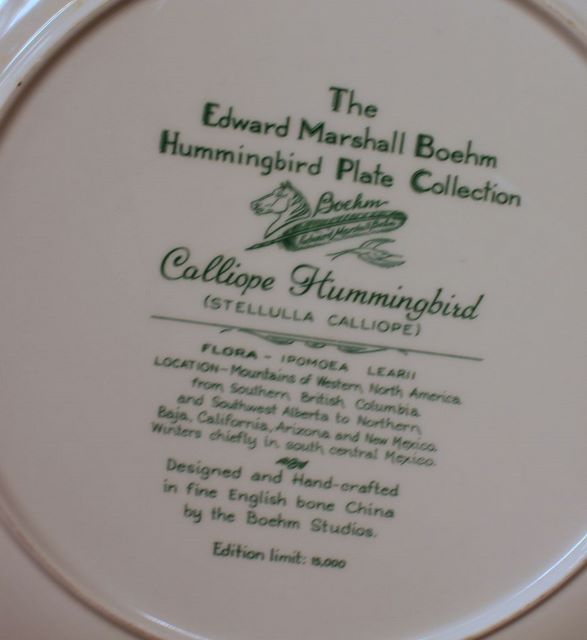 The
Edward Marshall Boehm
Hummingbird Plate Collection
Boehm
Edward Marshall Boehm
Calliope Hummingbird
(STELLULLA CALLIOPE)
FLORA - IPOMOEA LEARII
LOCATION - Mountains of Western North America
from Southern British Columbia
and Southwest Alberta to Northern
Baja, California, Arizona and New Mexico.
Winters chiefly in south central Mexico.
Designed and Hand-crafted
in fine English bone China
by the Boehm Studios.
Edition limit: 15,000